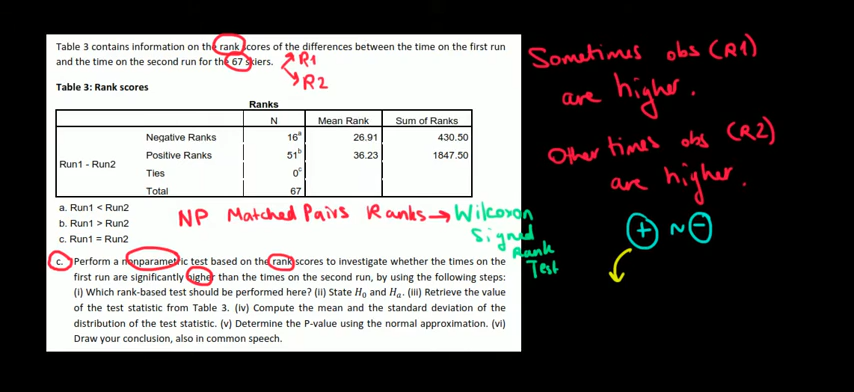 Table 3 contains information on the rank scores of the differences between the time on the first run
and the time on the second run for the 67 skiers.
R1
R2
Table 3: Rank scores
Ranks
N Mean Rank Sum of Ranks
Run1 - Run2
Negative Ranks 16a 26.91 430.50
Positive Ranks 51b 36.23 1847.50
Ties 0c
Total 67
a. Run1 < Run2
b. Run1 > Run2
c. Run1 = Run2
NP Matched Pairs Ranks → Wilcoxon
Signed
Rank
Test
c. Perform a nonparametric test based on the rank scores to investigate whether the times on the
first run are significantly higher than the times on the second run, by using the following steps:
(i) Which rank-based test should be performed here? (ii) State H0 and Ha. (iii) Retrieve the value
of the test statistic from Table 3. (iv) Compute the mean and the standard deviation of the
distribution of the test statistic. (v) Determine the P-value using the normal approximation. (vi)
Draw your conclusion, also in common speech.
Sometimes obs (R1)
are higher.
Other times obs (R2)
are higher.
+ ~ -